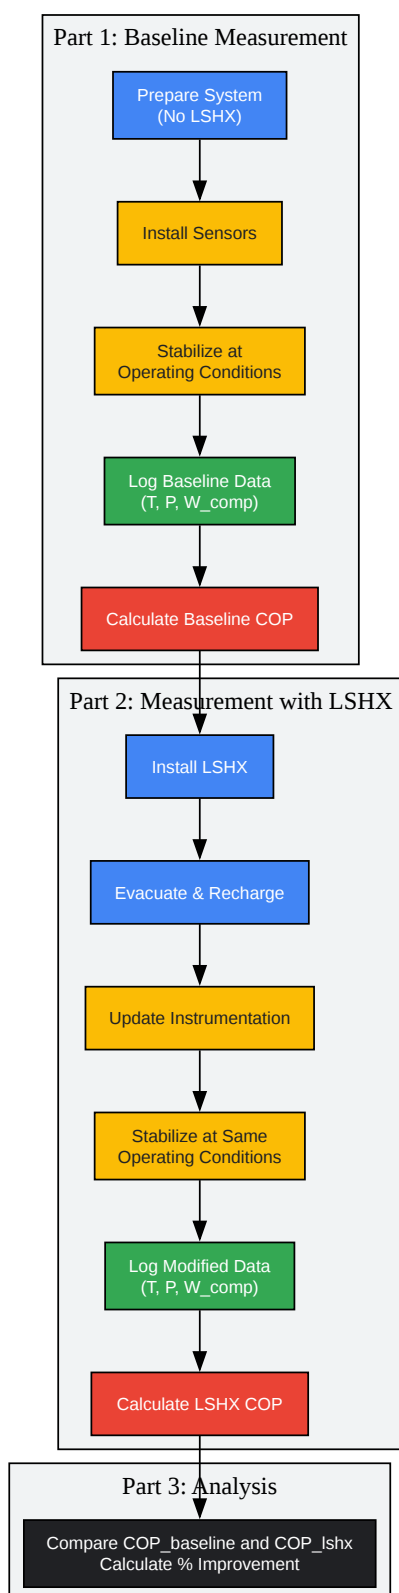 Part 1: Baseline Measurement
Prepare System
(No LSHX)
Install Sensors
Stabilize at
Operating Conditions
Log Baseline Data
(T, P, W_comp)
Calculate Baseline COP
Part 2: Measurement with LSHX
Install LSHX
Evacuate & Recharge
Update Instrumentation
Stabilize at Same
Operating Conditions
Log Modified Data
(T, P, W_comp)
Calculate LSHX COP
Part 3: Analysis
Compare COP_baseline and COP_lshx
Calculate % Improvement